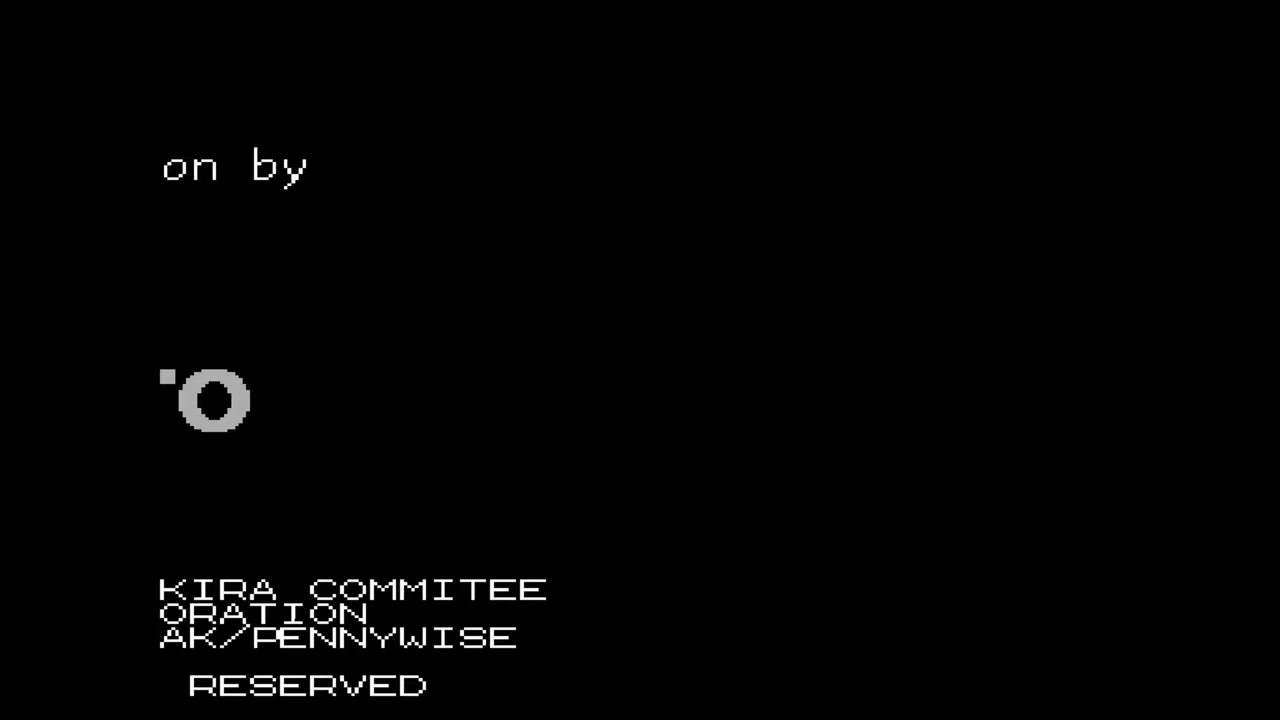 on by
O
KIRA COMMITEE
ORATION
AK/PENNYWISE
RESERVED